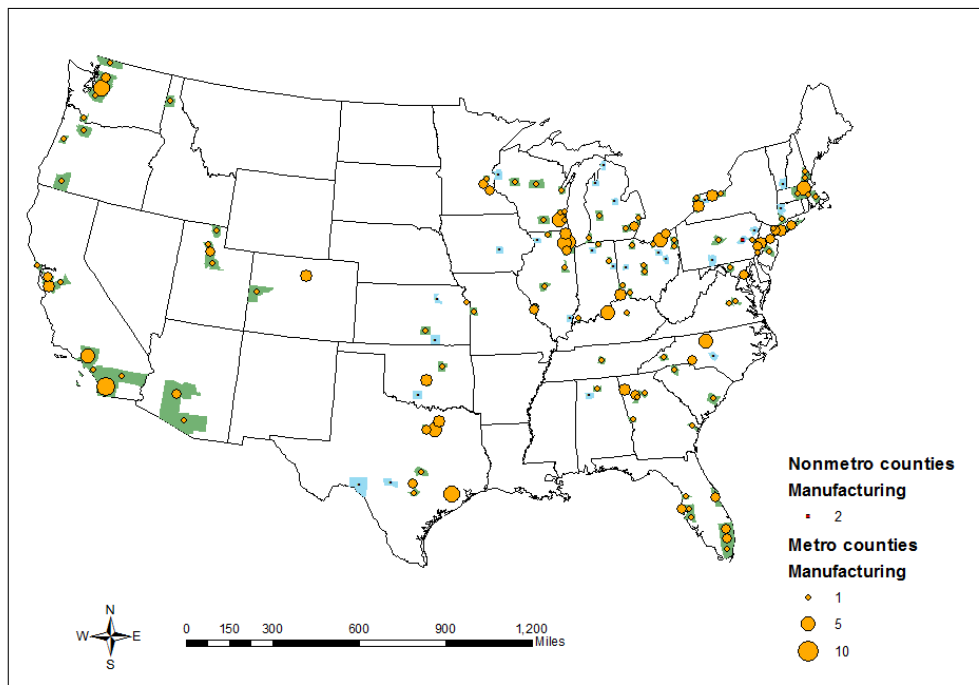 Nonmetro counties
Manufacturing
2
Metro counties
Manufacturing
1
5
10
N
W E
S
0 150 300 600 900 1,200
Miles